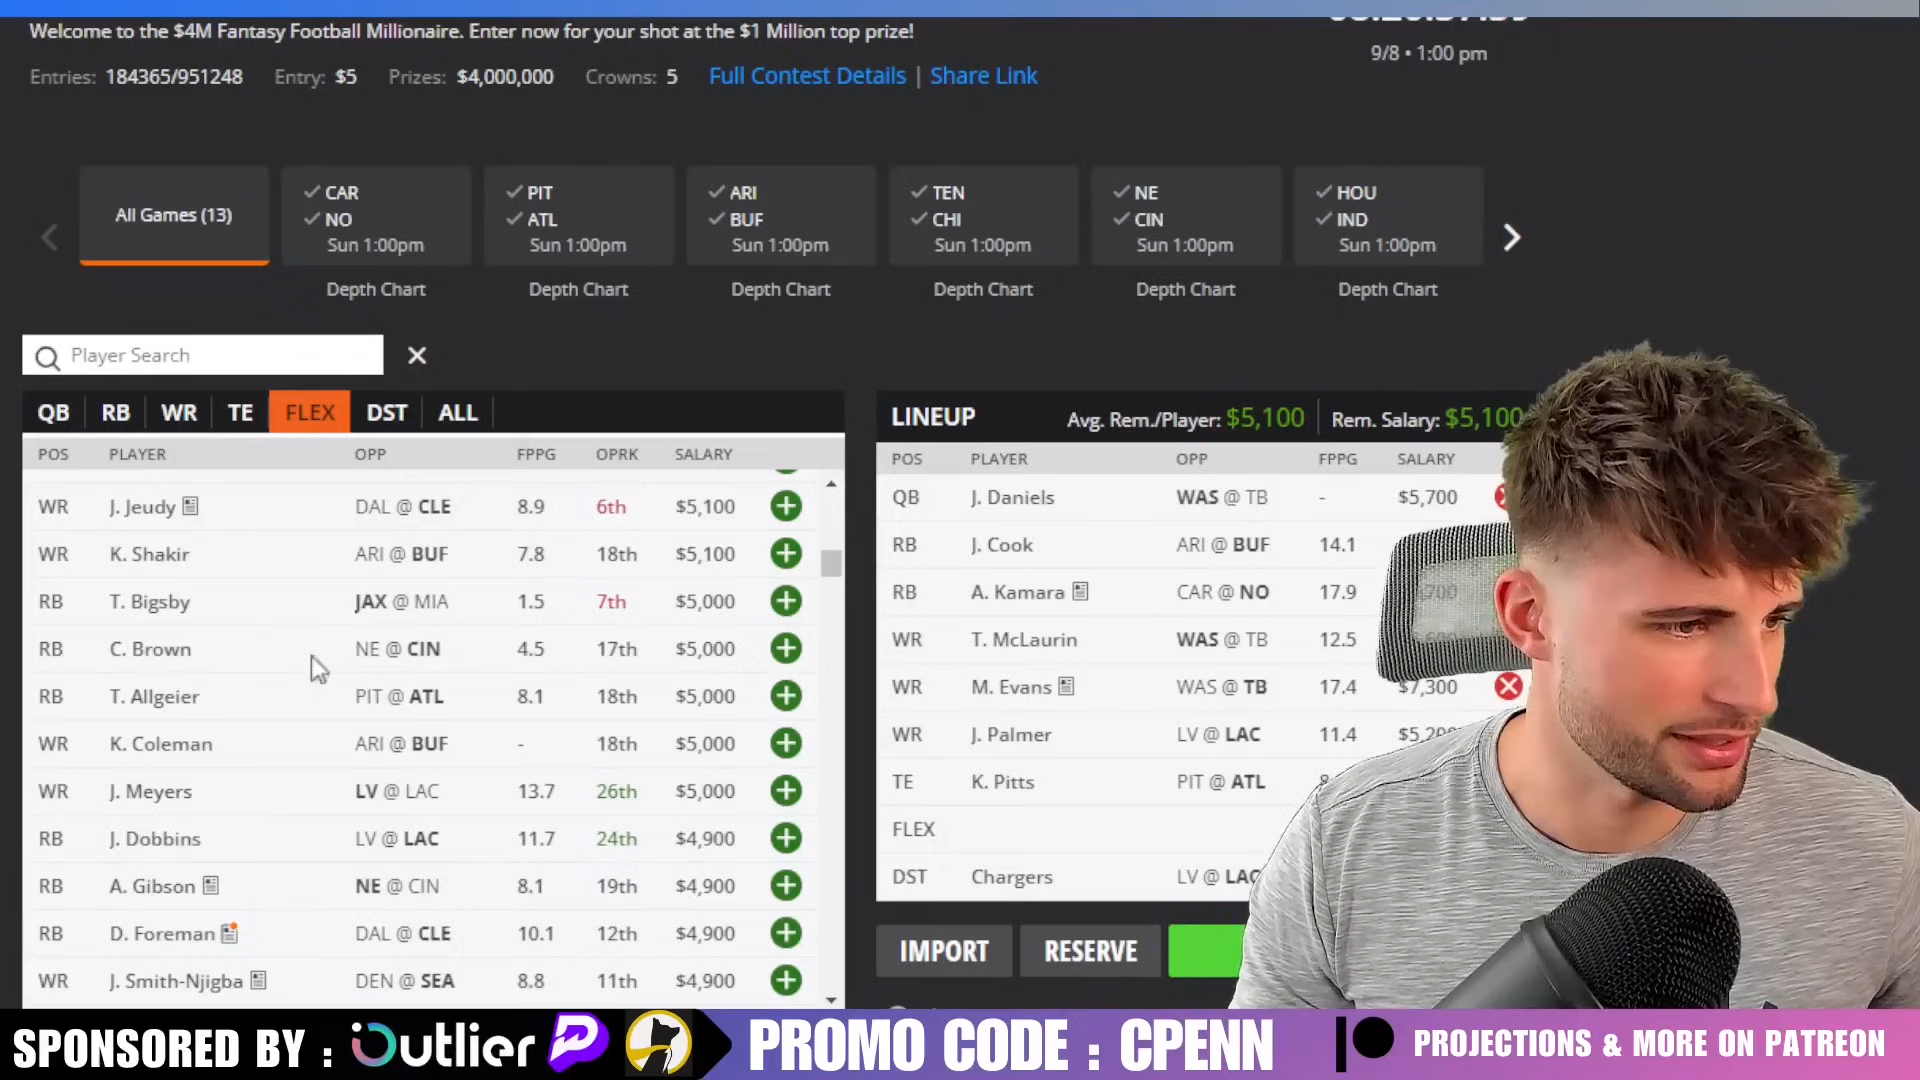 Welcome to the $4M Fantasy Football Millionaire. Enter now for your shot at the $1 Million top prize!
9/8 • 1:00 pm
Entries: 184365/951248 Entry: $5 Prizes: $4,000,000 Crowns: 5 Full Contest Details | Share Link
All Games (13)
CAR
NO
Sun 1:00pm
Depth Chart
PIT
ATL
Sun 1:00pm
Depth Chart
ARI
BUF
Sun 1:00pm
Depth Chart
TEN
CHI
Sun 1:00pm
Depth Chart
NE
CIN
Sun 1:00pm
Depth Chart
HOU
IND
Sun 1:00pm
Depth Chart
Player Search
QB RB WR TE FLEX DST ALL
POS PLAYER OPP FPPG OPRK SALARY
WR J. Jeudy DAL @ CLE 8.9 6th $5,100
WR K. Shakir ARI @ BUF 7.8 18th $5,100
RB T. Bigsby JAX @ MIA 1.5 7th $5,000
RB C. Brown NE @ CIN 4.5 17th $5,000
RB T. Allgeier PIT @ ATL 8.1 18th $5,000
WR K. Coleman ARI @ BUF - 18th $5,000
WR J. Meyers LV @ LAC 13.7 26th $5,000
RB J. Dobbins LV @ LAC 11.7 24th $4,900
RB A. Gibson NE @ CIN 8.1 19th $4,900
RB D. Foreman DAL @ CLE 10.1 12th $4,900
WR J. Smith-Njigba DEN @ SEA 8.8 11th $4,900
LINEUP Avg. Rem./Player: $5,100 Rem. Salary: $5,100
POS PLAYER OPP FPPG SALARY
QB J. Daniels WAS @ TB - $5,700
RB J. Cook ARI @ BUF 14.1
RB A. Kamara CAR @ NO 17.9
WR T. McLaurin WAS @ TB 12.5
WR M. Evans WAS @ TB 17.4 $7,300
WR J. Palmer LV @ LAC 11.4
TE K. Pitts PIT @ ATL
FLEX
DST Chargers LV @ LAC
IMPORT RESERVE
SPONSORED BY : Outlier PROMO CODE : CPENN PROJECTIONS & MORE ON PATREON